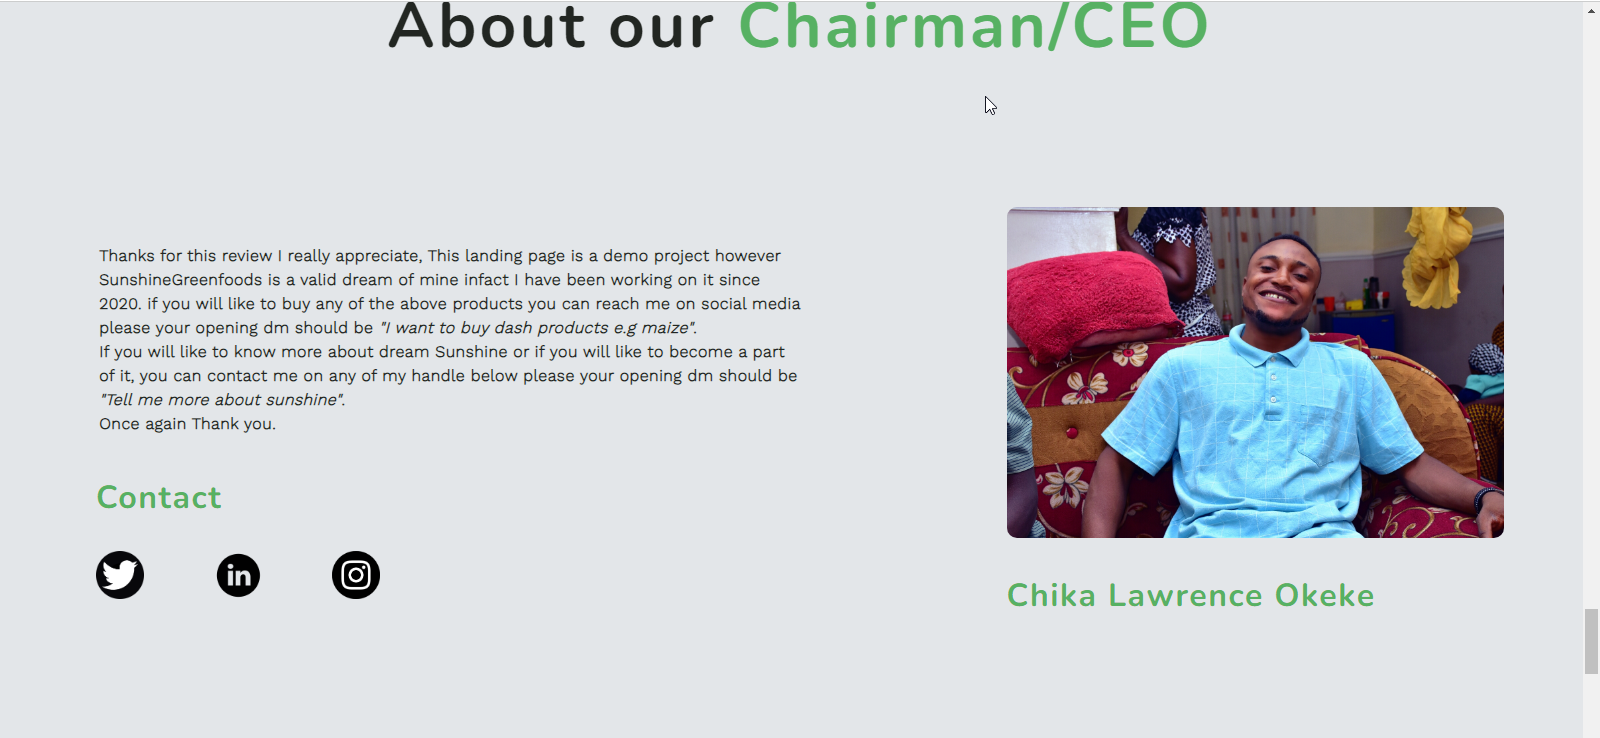 About our Chairman/CEO
Thanks for this review I really appreciate, This landing page is a demo project however
SunshineGreenfoods is a valid dream of mine infact I have been working on it since
2020. if you will like to buy any of the above products you can reach me on social media
please your opening dm should be "I want to buy dash products e.g maize".
If you will like to know more about dream Sunshine or if you will like to become a part
of it, you can contact me on any of my handle below please your opening dm should be
"Tell me more about sunshine".
Once again Thank you.
Contact
in
Chika Lawrence Okeke